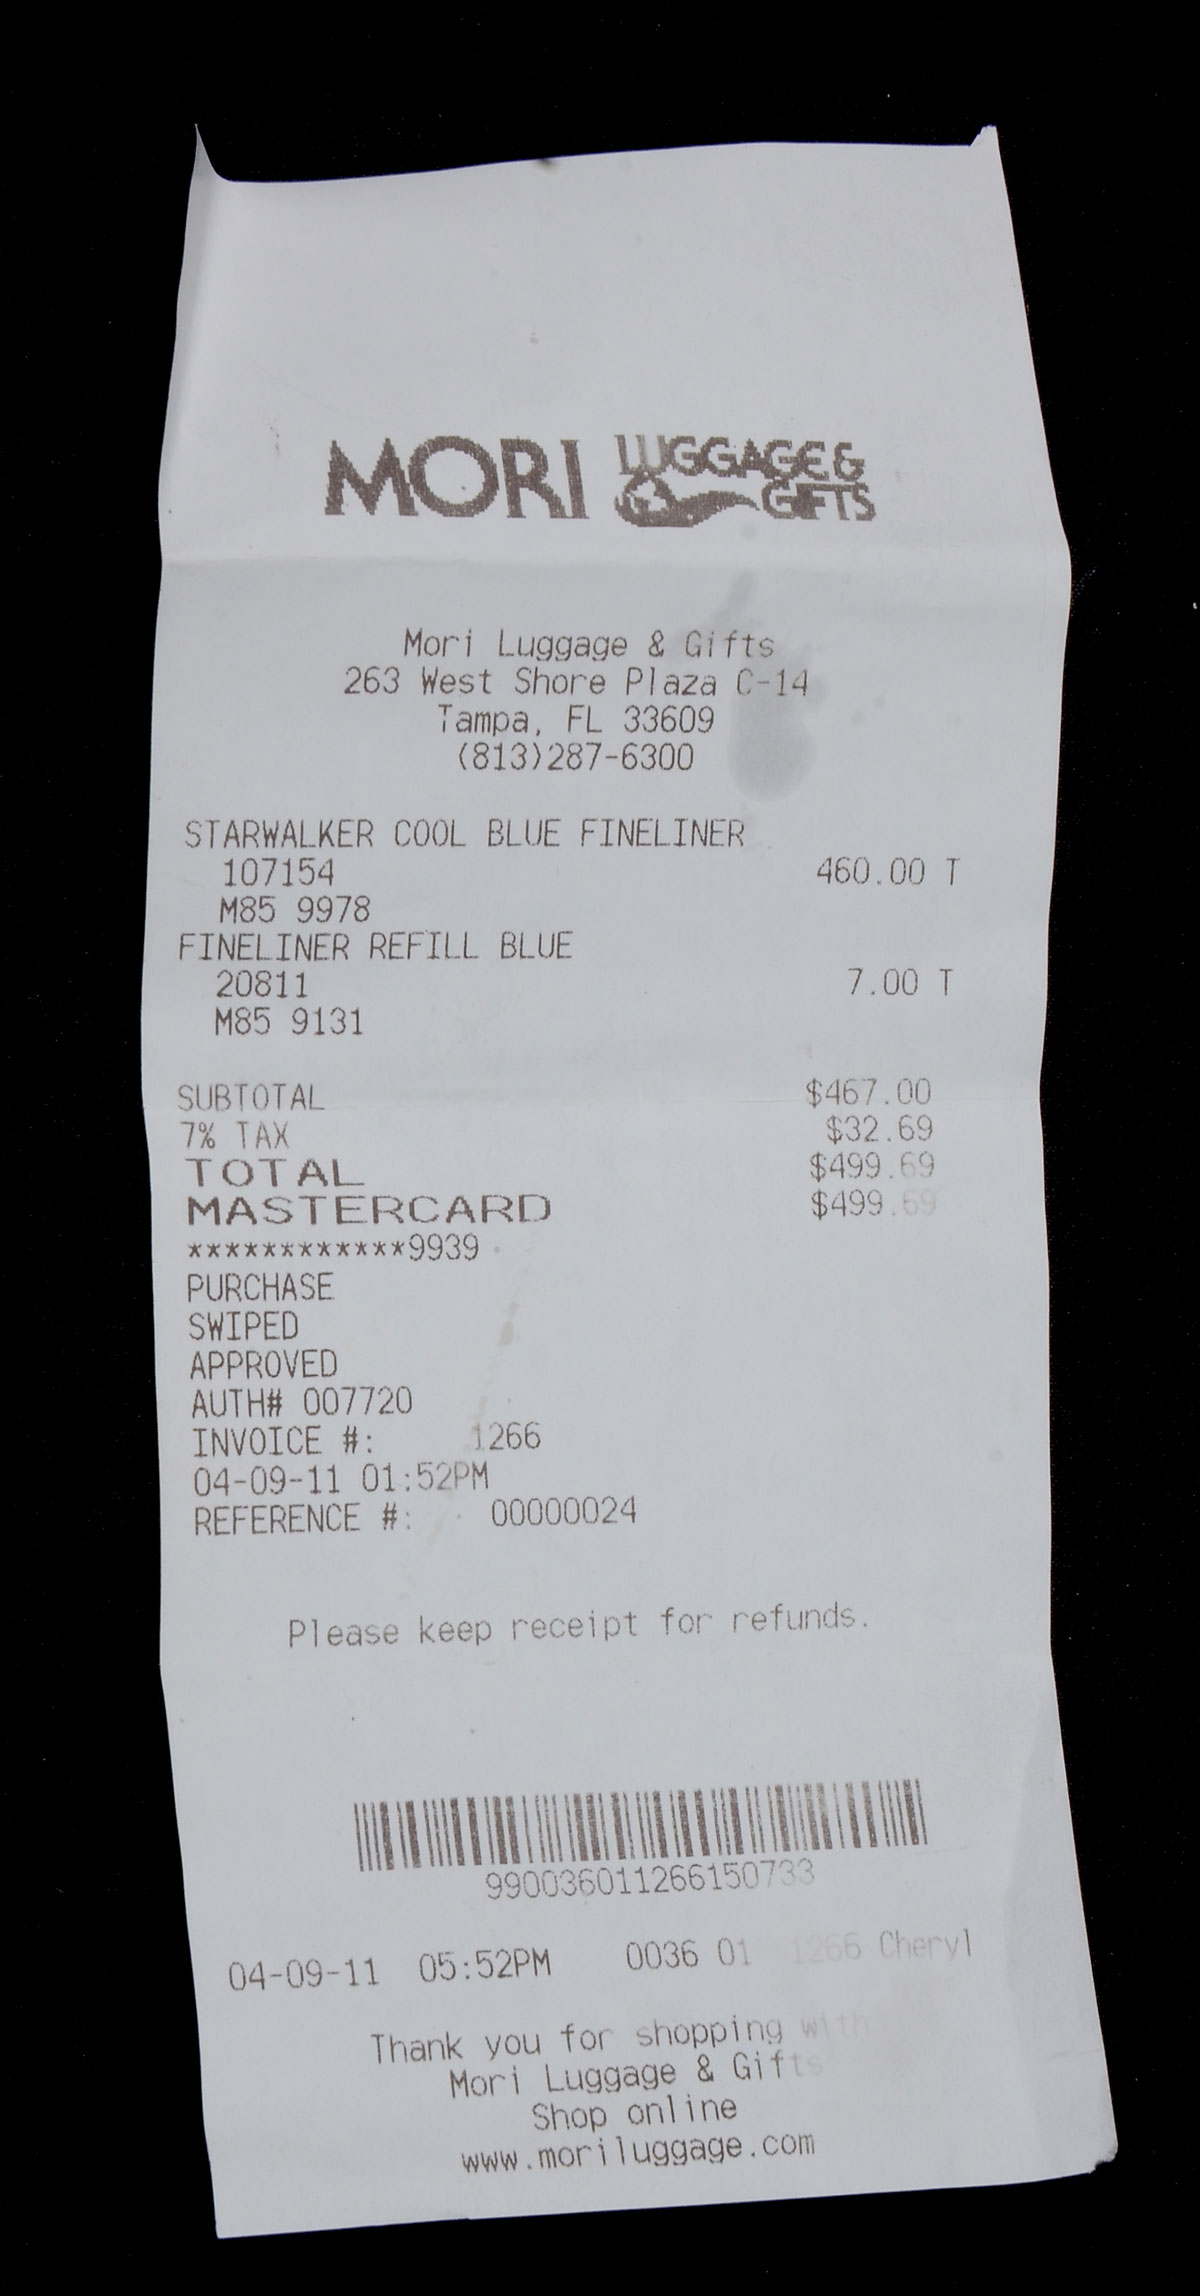 MORI LUGGAGE & GIFTS
Mori Luggage & Gifts
263 West Shore Plaza C-14
Tampa, FL 33609
(813)287-6300
STARWALKER COOL BLUE FINELINER
107154 460.00 T
M85 9978
FINELINER REFILL BLUE
20811 7.00 T
M85 9131
SUBTOTAL $467.00
7% TAX $32.69
TOTAL $499.69
MASTERCARD $499.69
************9939
PURCHASE
SWIPED
APPROVED
AUTH# 007720
INVOICE #: 1266
04-09-11 01:52PM
REFERENCE #: 00000024
Please keep receipt for refunds.
990036011266150733
04-09-11 05:52PM 0036 01 1266 Cheryl
Thank you for shopping with
Mori Luggage & Gifts
Shop online
www.moriluggage.com